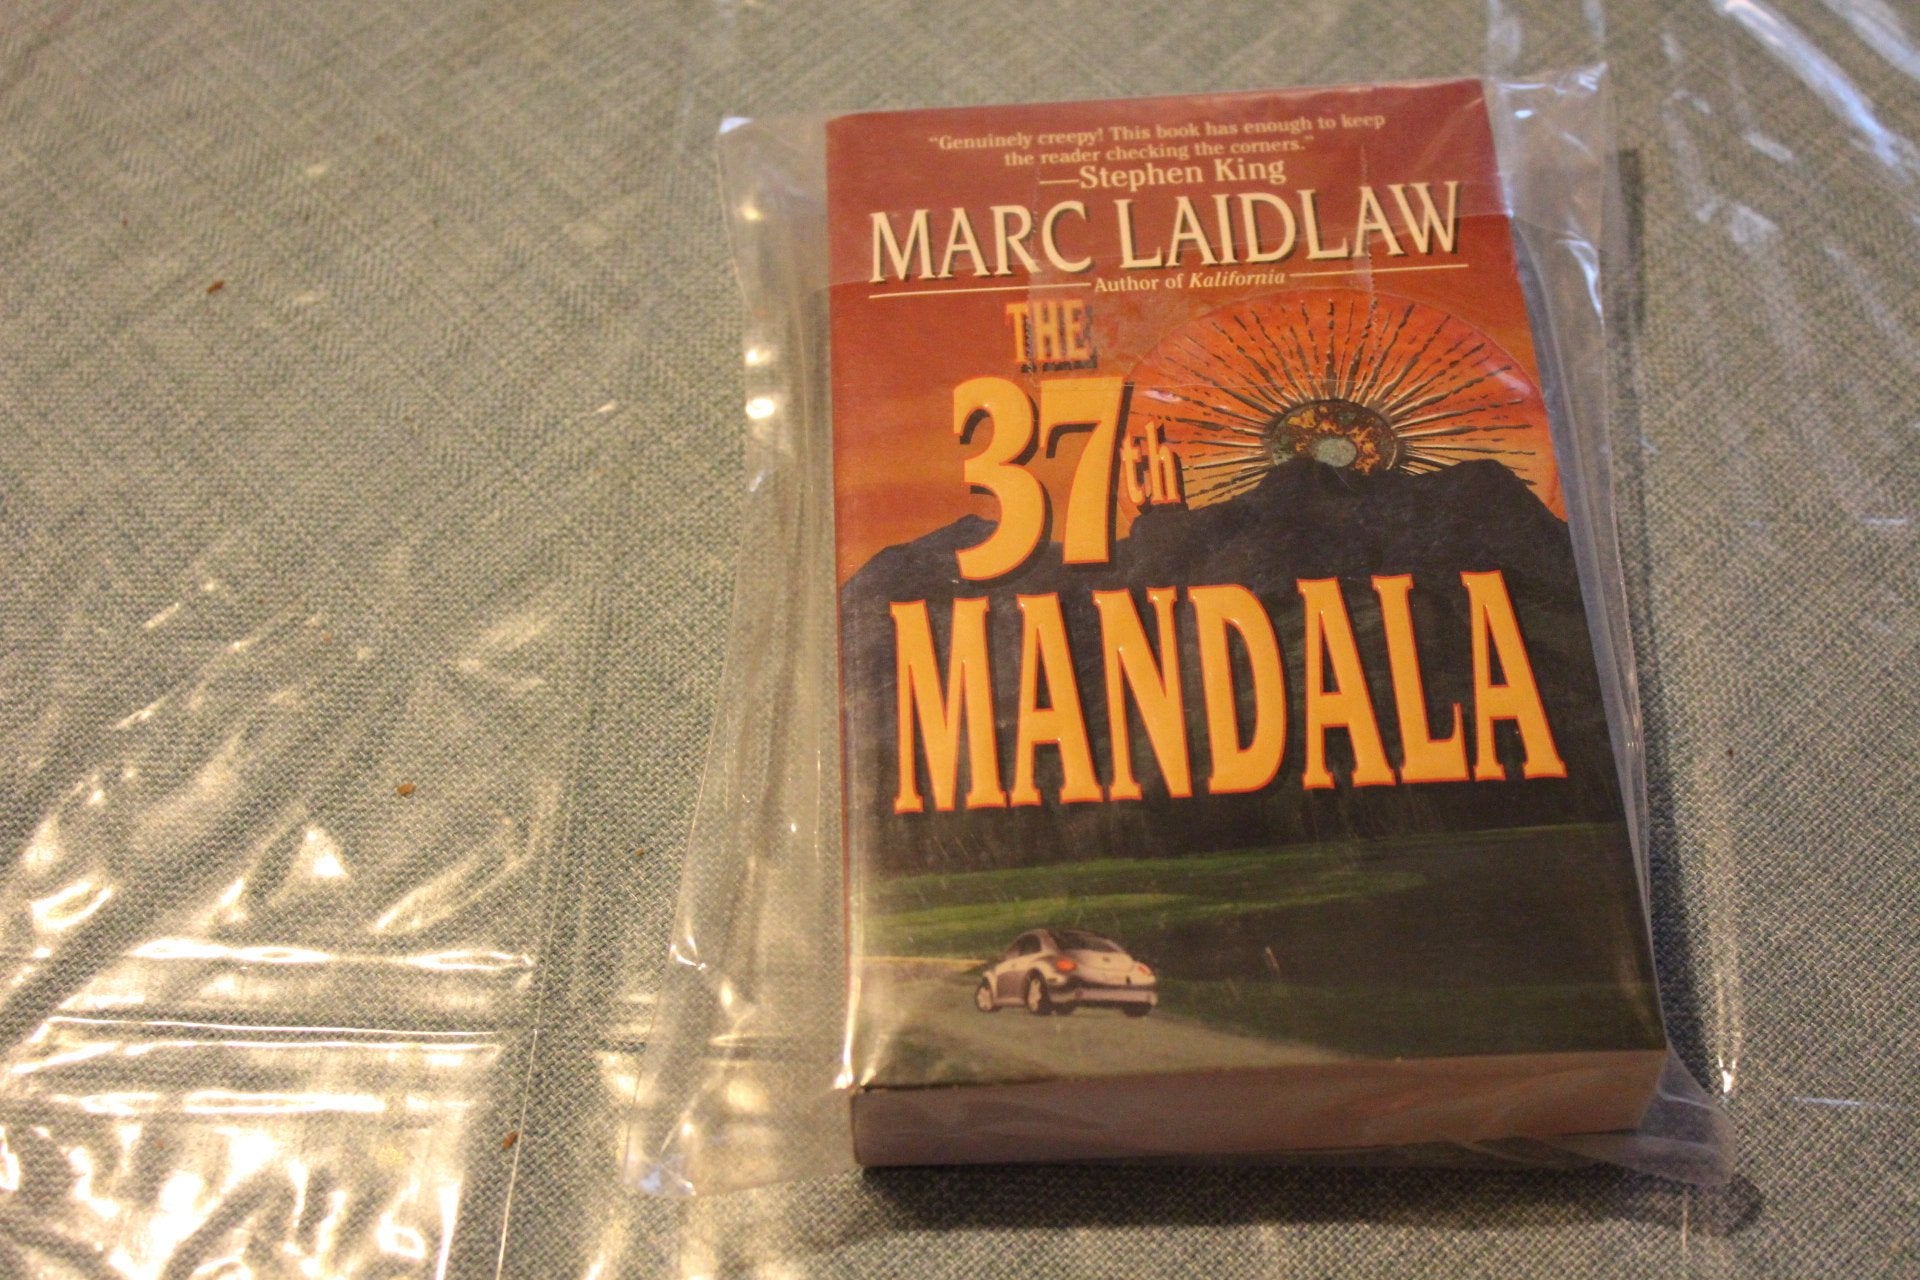 “Genuinely creepy! This book has enough to keep
the reader checking the corners.”
—Stephen King
MARC LAIDLAW
Author of Kalifornia
THE
37th
MANDALA